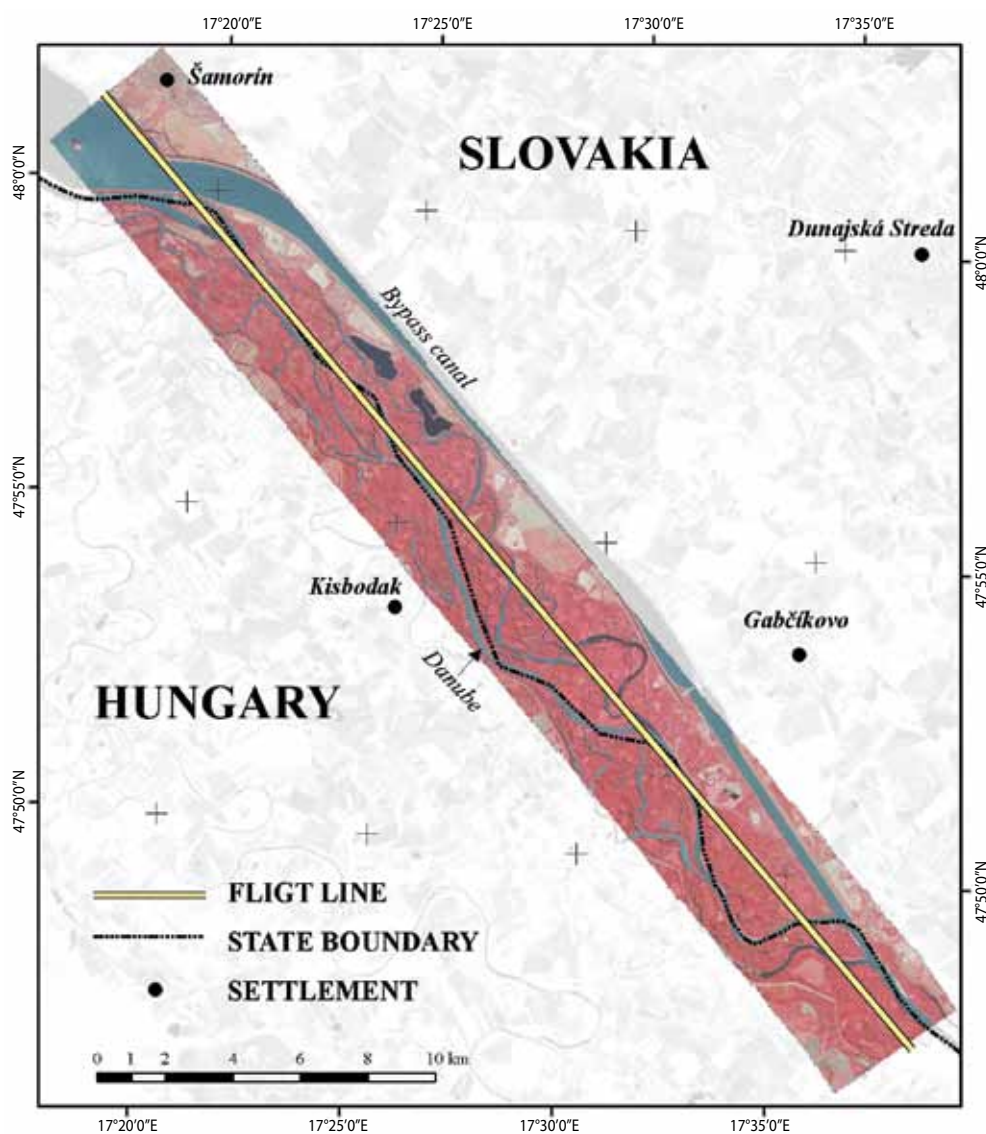 17°20'0"E
17°25'0"E
17°30'0"E
17°35'0"E
Šamorín
SLOVAKIA
48°0'0"N
Dunajská Streda
48°0'0"N
Bypass canal
47°55'0"N
47°55'0"N
Kisbodak
Gabčíkovo
Danube
HUNGARY
47°50'0"N
47°50'0"N
FLIGT LINE
STATE BOUNDARY
SETTLEMENT
0 1 2 4 6 8 10 km
17°20'0"E
17°25'0"E
17°30'0"E
17°35'0"E